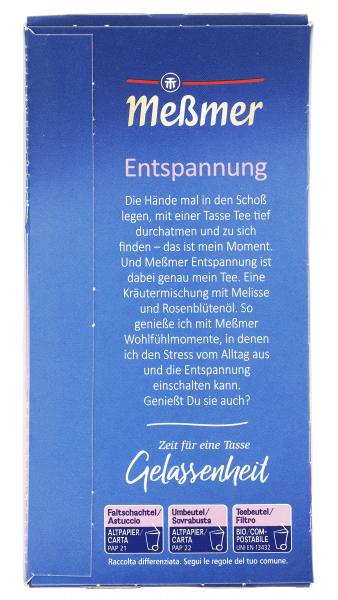 Meßmer
Entspannung
Die Hände mal in den Schoß
legen, mit einer Tasse Tee tief
durchatmen und zu sich
finden – das ist mein Moment.
Und Meßmer Entspannung ist
dabei genau mein Tee. Eine
Kräutermischung mit Melisse
und Rosenblütenöl. So
genieße ich mit Meßmer
Wohlfühlmomente, in denen
ich den Stress vom Alltag aus
und die Entspannung
einschalten kann.
Genießt Du sie auch?
Zeit für eine Tasse
Gelassenheit
Faltschachtel/
Astuccio
ALTPAPIER/
CARTA
PAP 21
Umbeutel/
Sovrabusta
ALTPAPIER/
CARTA
PAP 22
Teebeutel/
Filtro
BIO./COM-
POSTABILE
UNI EN 13432
Raccolta differenziata. Segui le regole del tuo comune.